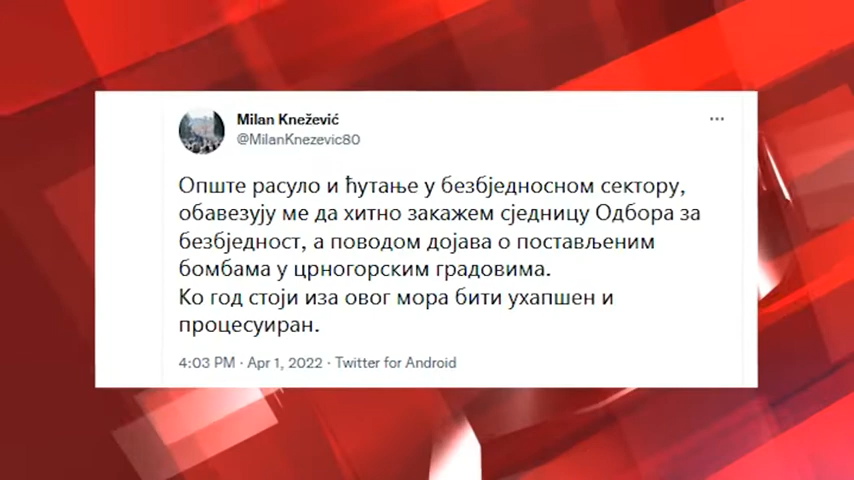 Milan Knežević
@MilanKnezevic80
Опште расуло и ћутање у безбједносном сектору,
обавезују ме да хитно закажем сједницу Одбора за
безбједност, а поводом дојава о постављеним
бомбама у црногорским градовима.
Ко год стоји иза овог мора бити ухапшен и
процесуиран.
4:03 PM · Apr 1, 2022 · Twitter for Android